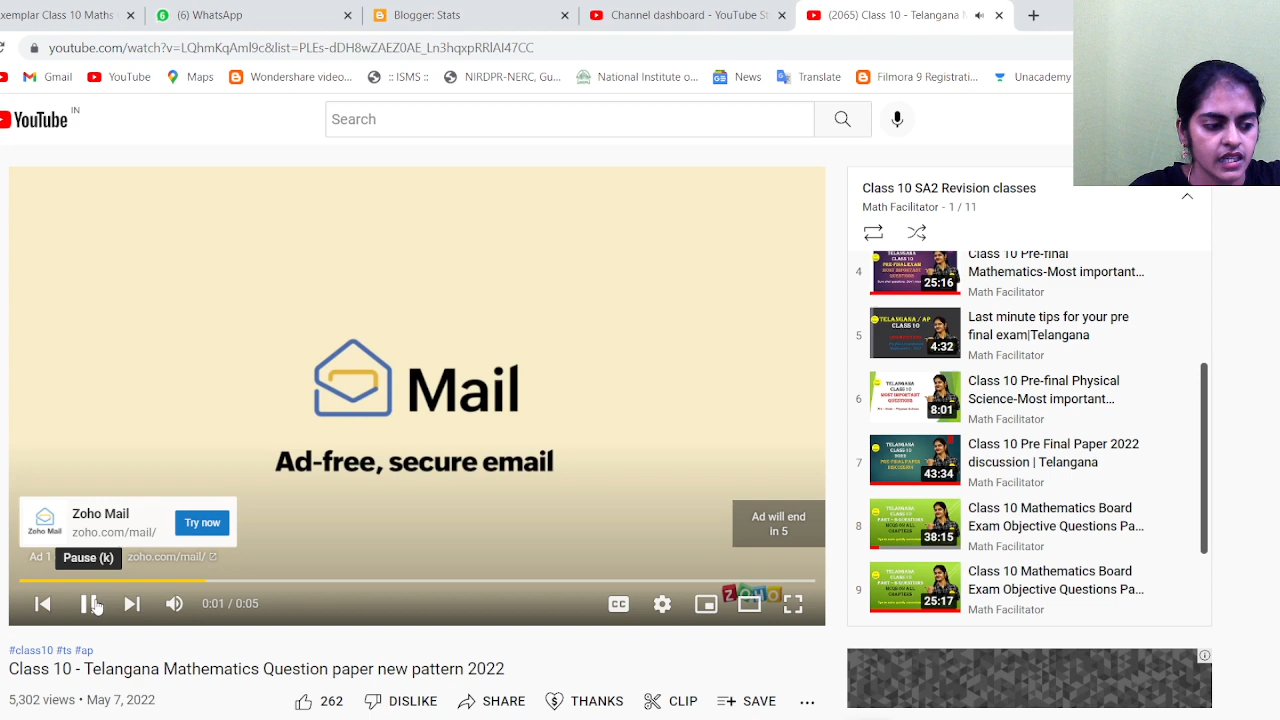 xemplar Class 10 Maths
(6) WhatsApp
Blogger: Stats
Channel dashboard - YouTube St
(2065) Class 10 - Telangana M
youtube.com/watch?v=LQhmKqAml9c&list=PLEs-dDH8wZAEZ0AE_Ln3hqxpRRlAl47CC
Gmail
YouTube
Maps
Wondershare video...
:: ISMS ::
NIRDPR-NERC, Gu...
National Institute o...
News
Translate
Filmora 9 Registrati...
Unacademy
YouTube IN
Search
Mail
Ad-free, secure email
Zoho Mail
zoho.com/mail/
Try now
Ad will end
in 5
Ad 1
Pause (k)
zoho.com/mail/
0:01 / 0:05
#class10 #ts #ap
Class 10 - Telangana Mathematics Question paper new pattern 2022
5,302 views • May 7, 2022
262
DISLIKE
SHARE
THANKS
CLIP
SAVE
Class 10 SA2 Revision classes
Math Facilitator - 1 / 11
4
25:16
Class 10 Pre-final
Mathematics-Most important...
Math Facilitator
5
TELANGANA / AP
CLASS 10
4:32
Last minute tips for your pre
final exam|Telangana
Math Facilitator
6
8:01
Class 10 Pre-final Physical
Science-Most important...
Math Facilitator
7
43:34
Class 10 Pre Final Paper 2022
discussion | Telangana
Math Facilitator
8
38:15
Class 10 Mathematics Board
Exam Objective Questions Pa...
Math Facilitator
9
25:17
Class 10 Mathematics Board
Exam Objective Questions Pa...
Math Facilitator